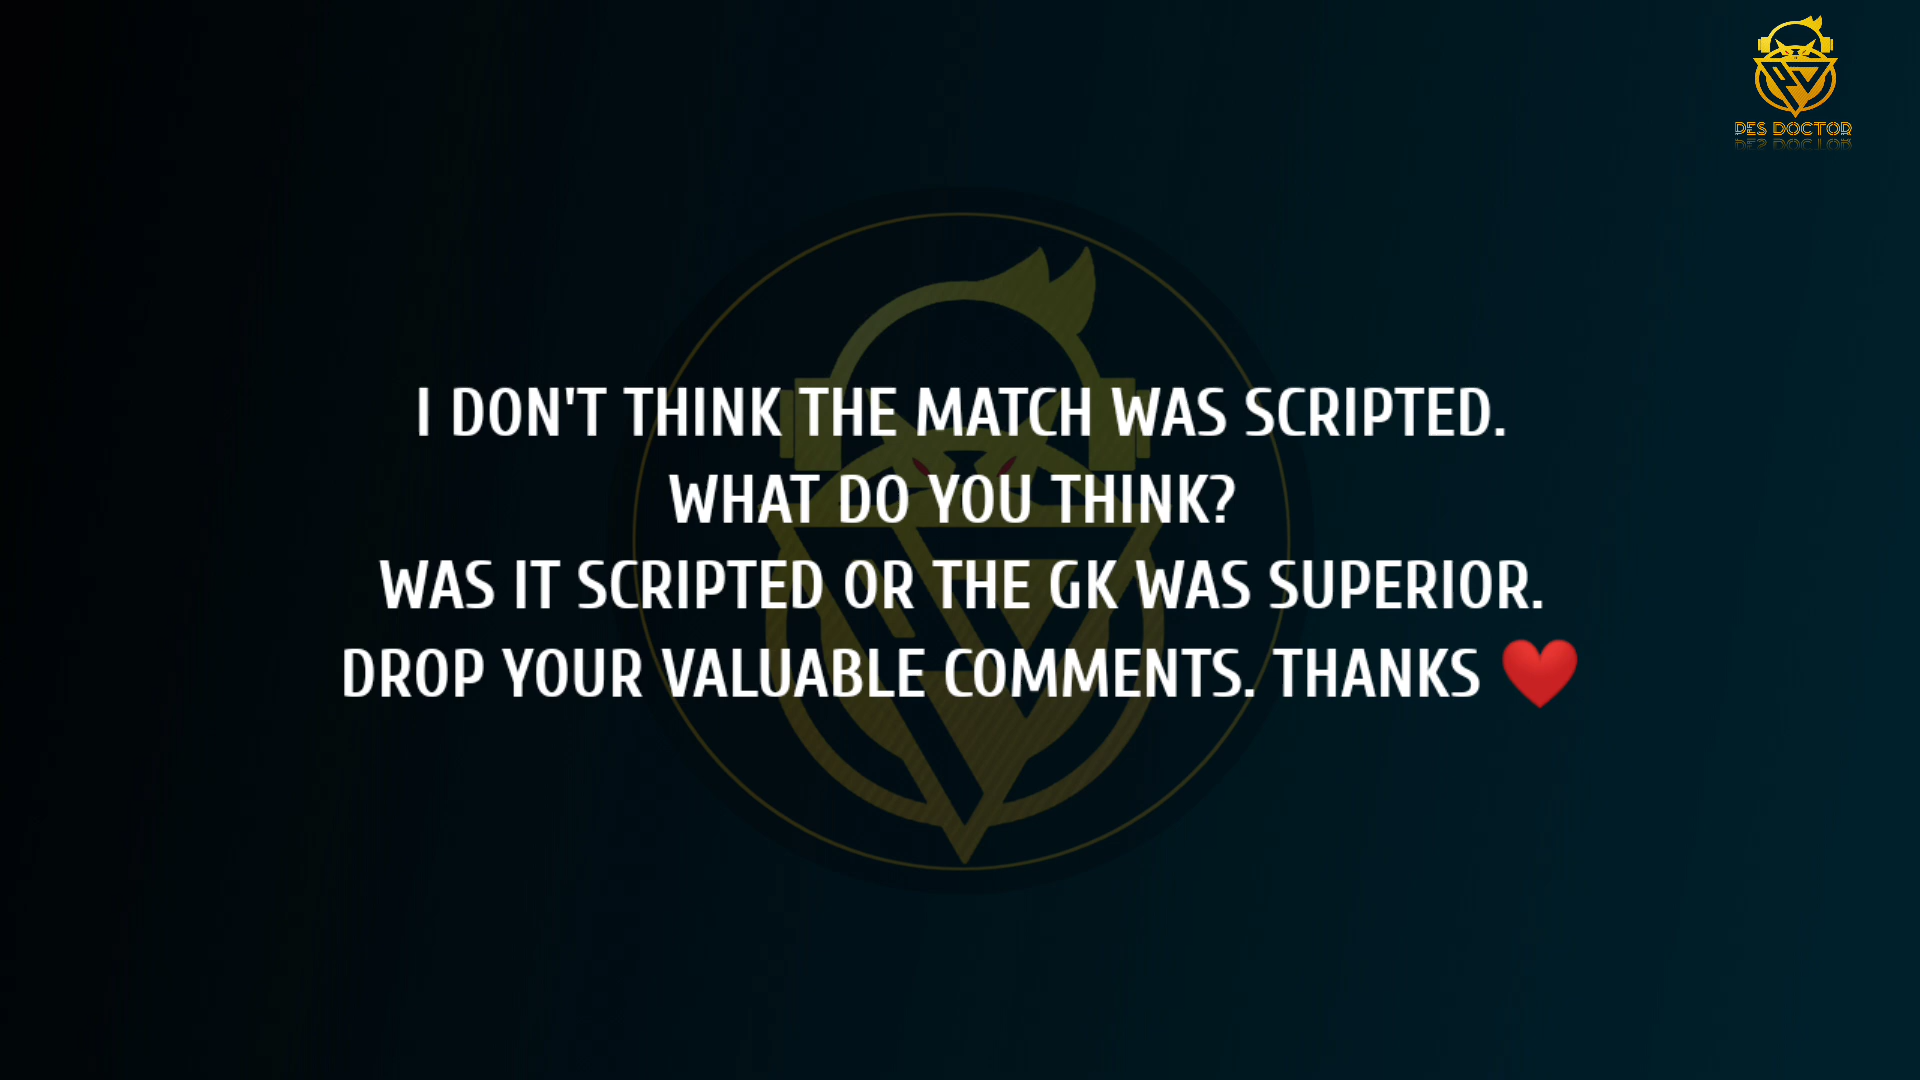 PES DOCTOR
I DON'T THINK THE MATCH WAS SCRIPTED.
WHAT DO YOU THINK?
WAS IT SCRIPTED OR THE GK WAS SUPERIOR.
DROP YOUR VALUABLE COMMENTS. THANKS ❤️